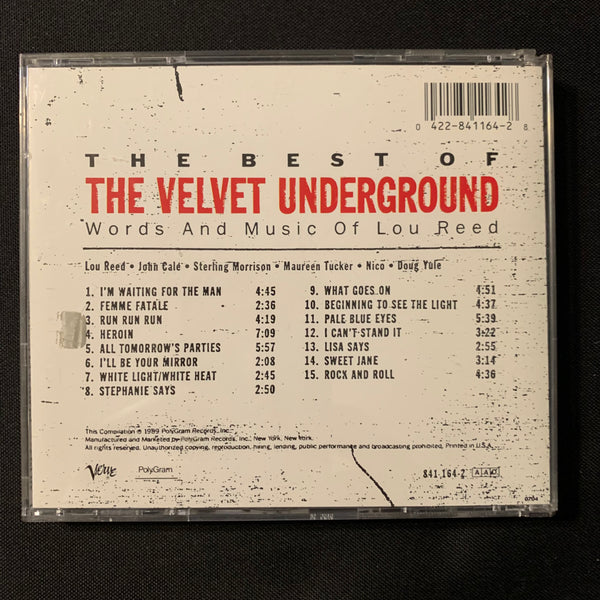 0 422-841164-2 8
THE BEST OF
THE VELVET UNDERGROUND
Words And Music Of Lou Reed
Lou Reed • John Cale • Sterling Morrison • Maureen Tucker • Nico • Doug Yule
1. I'M WAITING FOR THE MAN 4:45
2. FEMME FATALE 2:36
3. RUN RUN RUN 4:19
4. HEROIN 7:09
5. ALL TOMORROW'S PARTIES 5:57
6. I'LL BE YOUR MIRROR 2:08
7. WHITE LIGHT/WHITE HEAT 2:45
8. STEPHANIE SAYS 2:50
9. WHAT GOES ON 4:51
10. BEGINNING TO SEE THE LIGHT 4:37
11. PALE BLUE EYES 5:39
12. I CAN'T STAND IT 3:22
13. LISA SAYS 2:55
14. SWEET JANE 3:14
15. ROCK AND ROLL 4:36
This Compilation ℗ 1989 PolyGram Records, Inc.
Manufactured and Marketed by PolyGram Records, Inc., New York, New York.
All rights reserved. Unauthorized copying, reproduction, hiring, lending, public performance and broadcasting prohibited. Printed in U.S.A.
Verve PolyGram 841 164-2 AAD
0704